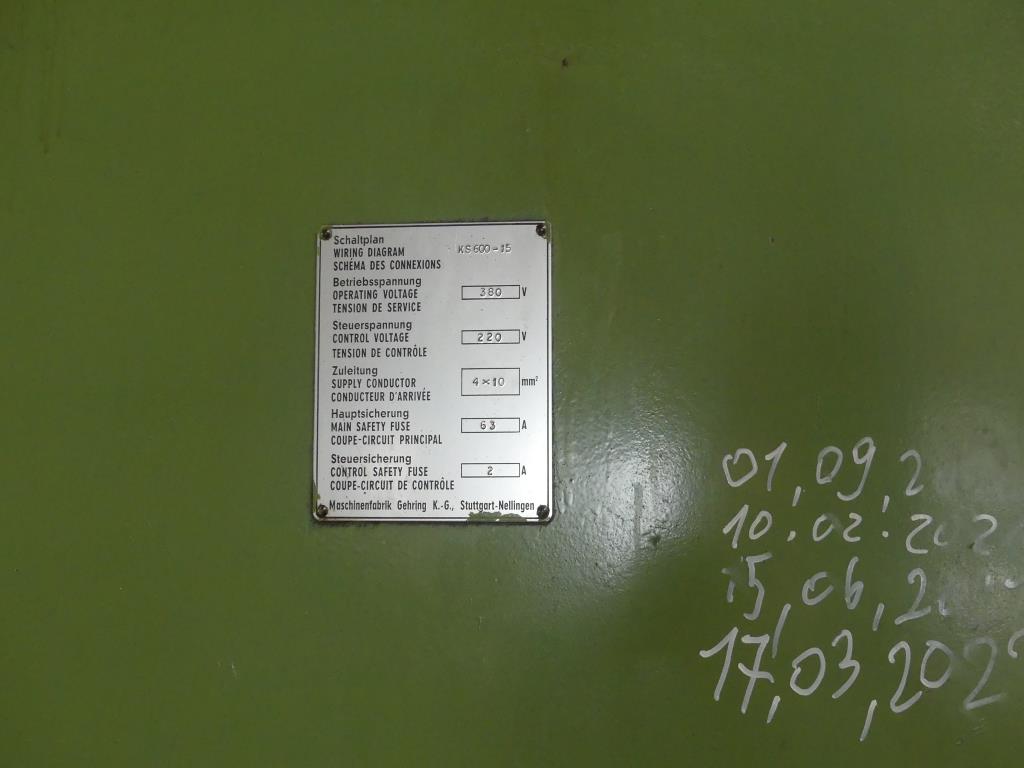 Schaltplan
WIRING DIAGRAM KS600-15
SCHÉMA DES CONNEXIONS
Betriebsspannung
OPERATING VOLTAGE 380 V
TENSION DE SERVICE
Steuerspannung
CONTROL VOLTAGE 220 V
TENSION DE CONTRÔLE
Zuleitung
SUPPLY CONDUCTOR 4×10 mm²
CONDUCTEUR D'ARRIVÉE
Hauptsicherung
MAIN SAFETY FUSE 63 A
COUPE-CIRCUIT PRINCIPAL
Steuersicherung
CONTROL SAFETY FUSE 2 A
COUPE-CIRCUIT DE CONTRÔLE
Maschinenfabrik Gehring K.-G., Stuttgart-Nellingen
01,09,2
10.02.202
15,06,2
17,03,202